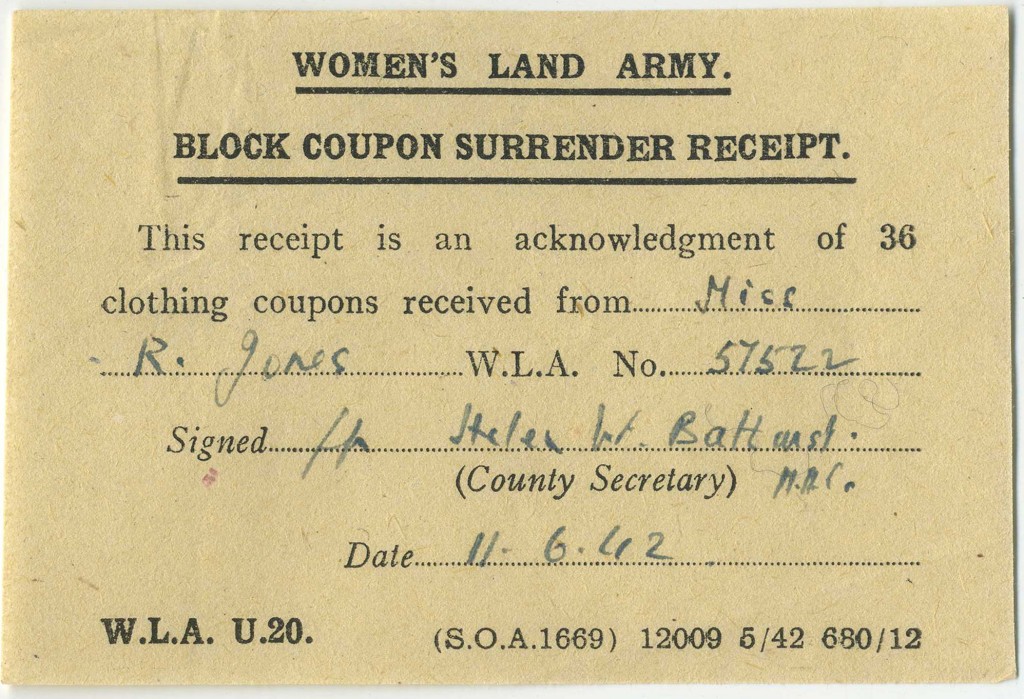 WOMEN'S LAND ARMY.
BLOCK COUPON SURRENDER RECEIPT.
This receipt is an acknowledgment of 36
clothing coupons received from Miss
R. Jones W.L.A. No. 57522
Signed pp Helen W. Bathurst.
(County Secretary)
Date 11.6.42
W.L.A. U.20. (S.O.A.1669) 12009 5/42 680/12